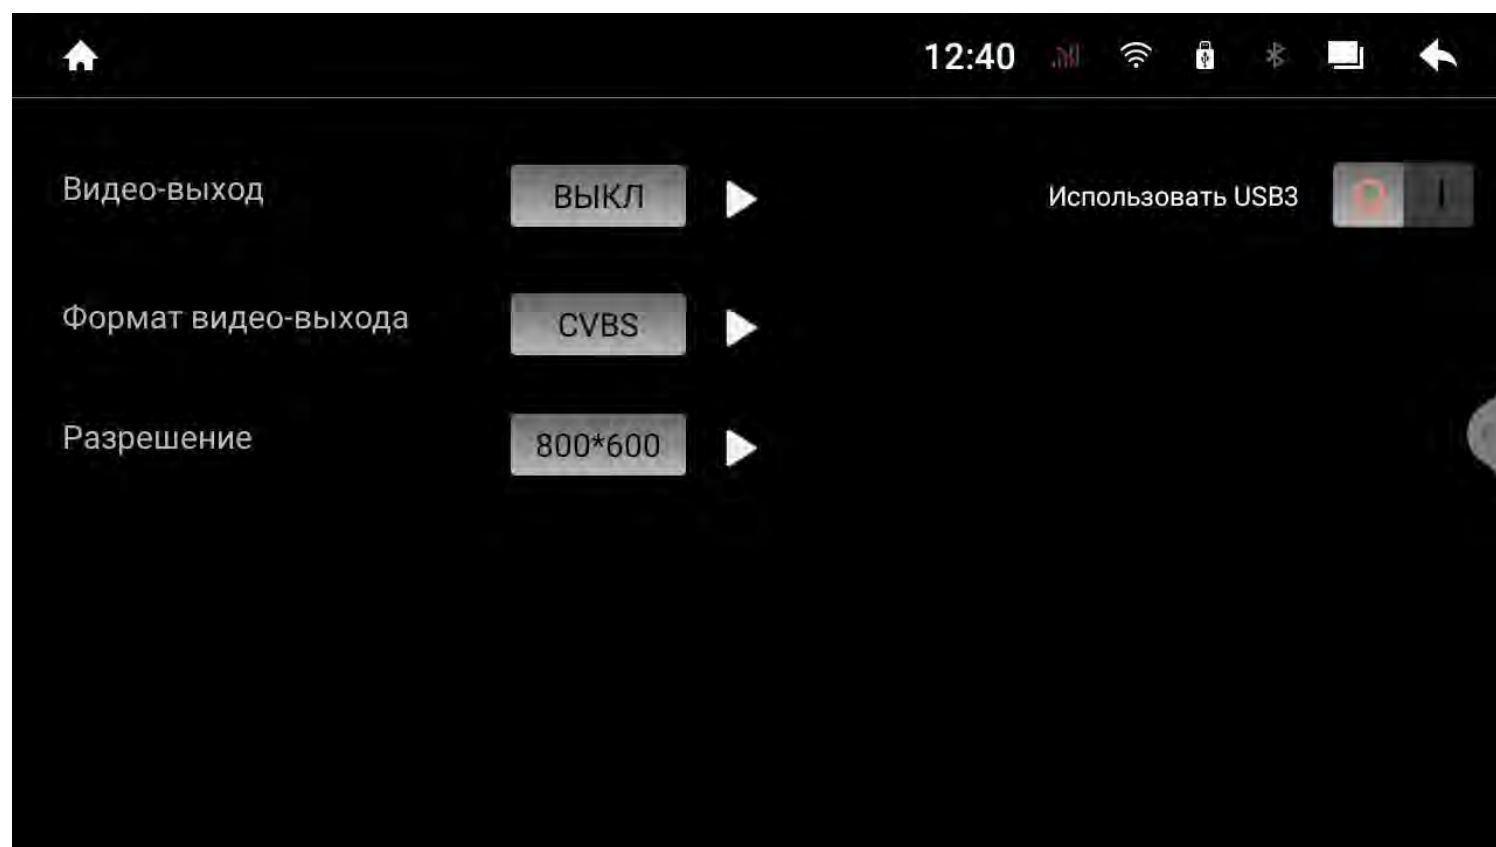 12:40
Видео-выход
ВЫКЛ
Использовать USB3
Формат видео-выхода
CVBS
Разрешение
800*600